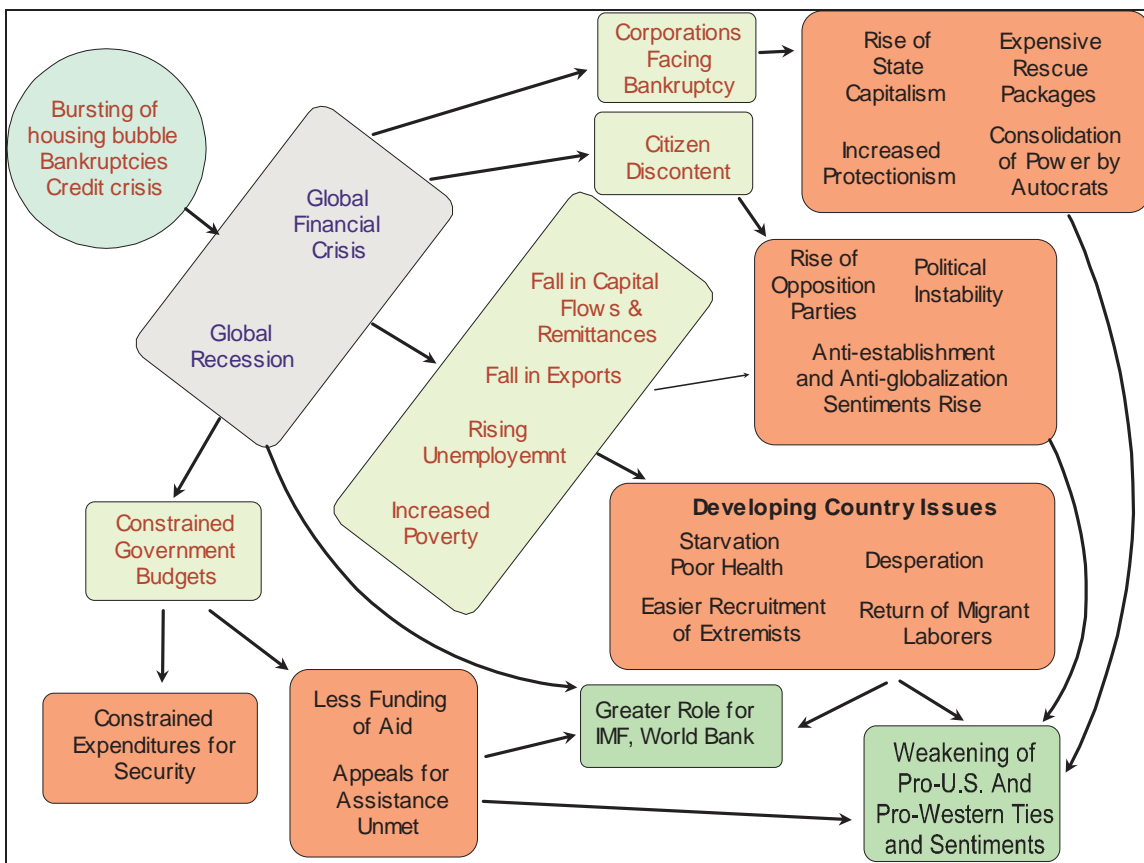 Bursting of
housing bubble
Bankruptcies
Credit crisis
Global
Financial
Crisis
Global
Recession
Corporations
Facing
Bankruptcy
Rise of
State
Capitalism
Expensive
Rescue
Packages
Increased
Protectionism
Consolidation
of Power by
Autocrats
Citizen
Discontent
Rise of
Opposition
Parties
Political
Instability
Anti-establishment
and Anti-globalization
Sentiments Rise
Fall in Capital
Flows &
Remittances
Fall in Exports
Rising
Unemployemnt
Increased
Poverty
Developing Country Issues
Starvation
Poor Health
Desperation
Easier Recruitment
of Extremists
Return of Migrant
Laborers
Constrained
Government
Budgets
Constrained
Expenditures for
Security
Less Funding
of Aid
Appeals for
Assistance
Unmet
Greater Role for
IMF, World Bank
Weakening of
Pro-U.S. And
Pro-Western Ties
and Sentiments